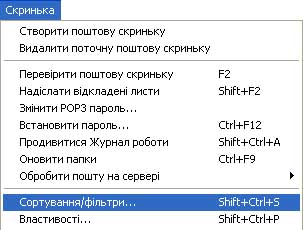 Скринька
Створити поштову скриньку
Видалити поточну поштову скриньку
Перевірити поштову скриньку F2
Надіслати відкладені листи Shift+F2
Змінити POP3 пароль...
Встановити пароль... Ctrl+F12
Продивитися Журнал роботи Shift+Ctrl+A
Оновити папки Ctrl+F9
Обробити пошту на сервері
Сортування/фільтри... Shift+Ctrl+S
Властивості... Shift+Ctrl+P